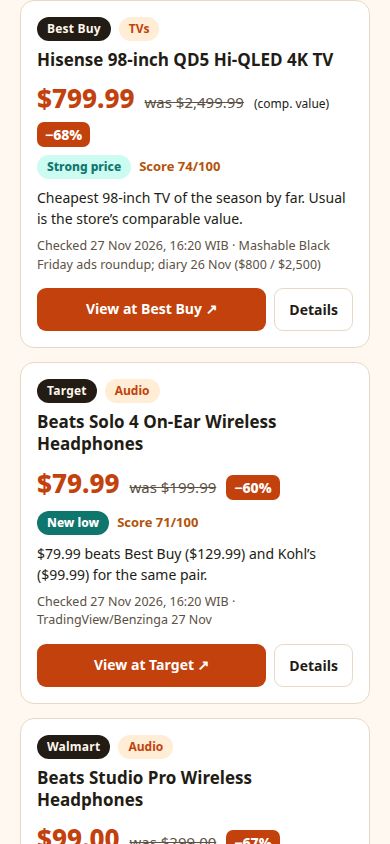 Best Buy TVs
Hisense 98-inch QD5 Hi-QLED 4K TV
$799.99 was $2,499.99 (comp. value)
−68%
Strong price Score 74/100
Cheapest 98-inch TV of the season by far. Usual
is the store’s comparable value.
Checked 27 Nov 2026, 16:20 WIB · Mashable Black
Friday ads roundup; diary 26 Nov ($800 / $2,500)
View at Best Buy ↗ Details
Target Audio
Beats Solo 4 On-Ear Wireless
Headphones
$79.99 was $199.99 −60%
New low Score 71/100
$79.99 beats Best Buy ($129.99) and Kohl’s
($99.99) for the same pair.
Checked 27 Nov 2026, 16:20 WIB ·
TradingView/Benzinga 27 Nov
View at Target ↗ Details
Walmart Audio
Beats Studio Pro Wireless
Headphones
$99.00 was $299.00 −67%